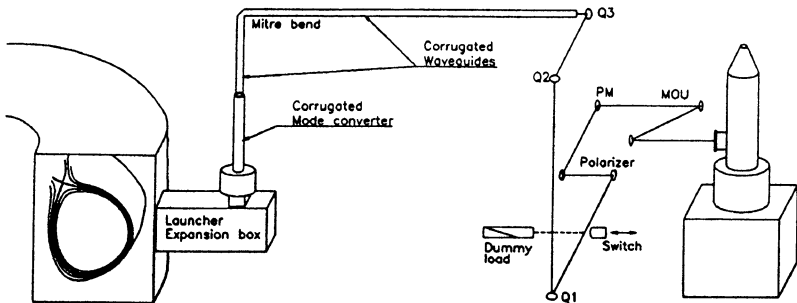 Mitre bend
Q3
Corrugated
Waveguides
Q2
PM
MOU
Corrugated
Mode converter
Polarizer
Launcher
Expansion box
Dummy
load
Switch
Q1